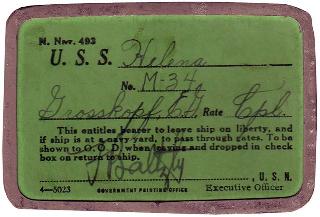 N. Nav. 493
U. S. S. Helena
No. M-34
Grosskopf, E.J. Rate Cpl.
This entitles bearer to leave ship on liberty, and
if ship is at a navy yard, to pass through gates. To be
shown to O. O. D. when leaving and dropped in check
box on return to ship.
, U. S. N.
4—5023 GOVERNMENT PRINTING OFFICE Executive Officer